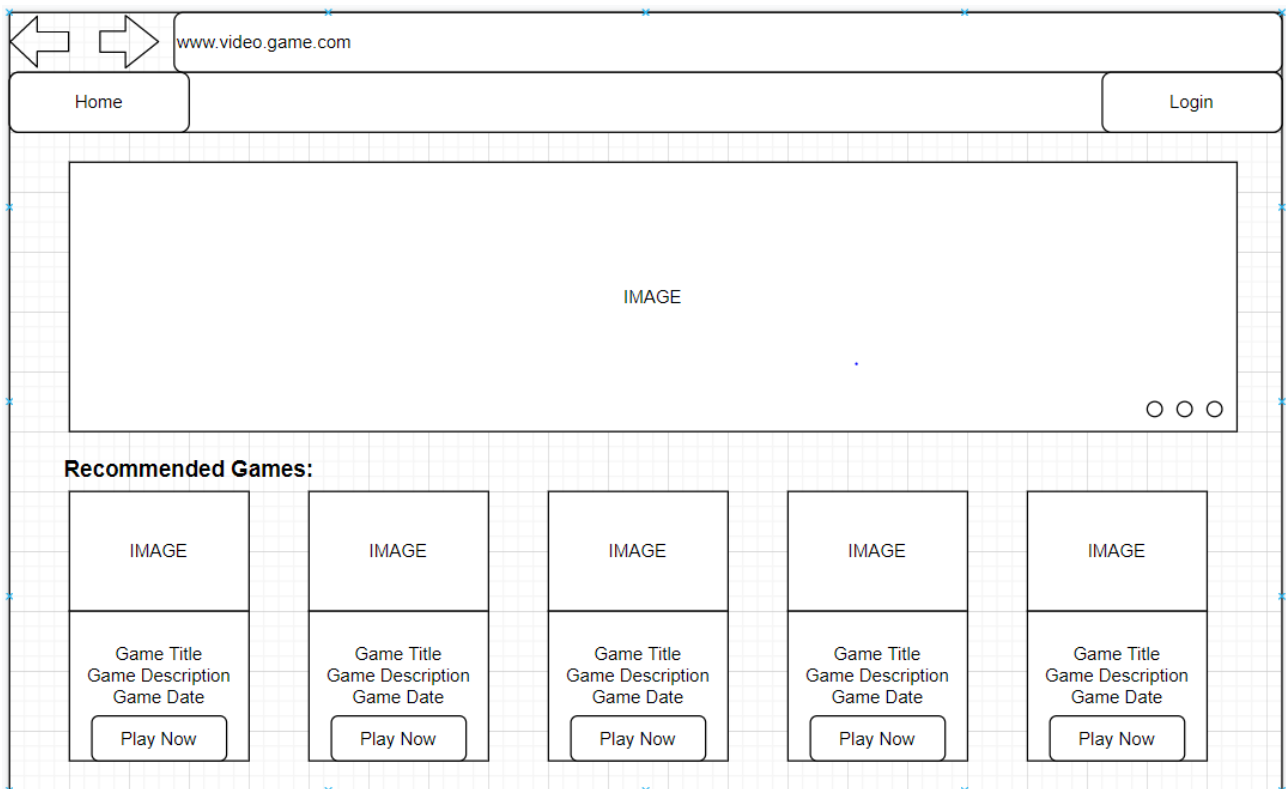 www.video.game.com
Home
Login
IMAGE
Recommended Games:
IMAGE
IMAGE
IMAGE
IMAGE
IMAGE
Game Title
Game Description
Game Date
Play Now
Game Title
Game Description
Game Date
Play Now
Game Title
Game Description
Game Date
Play Now
Game Title
Game Description
Game Date
Play Now
Game Title
Game Description
Game Date
Play Now